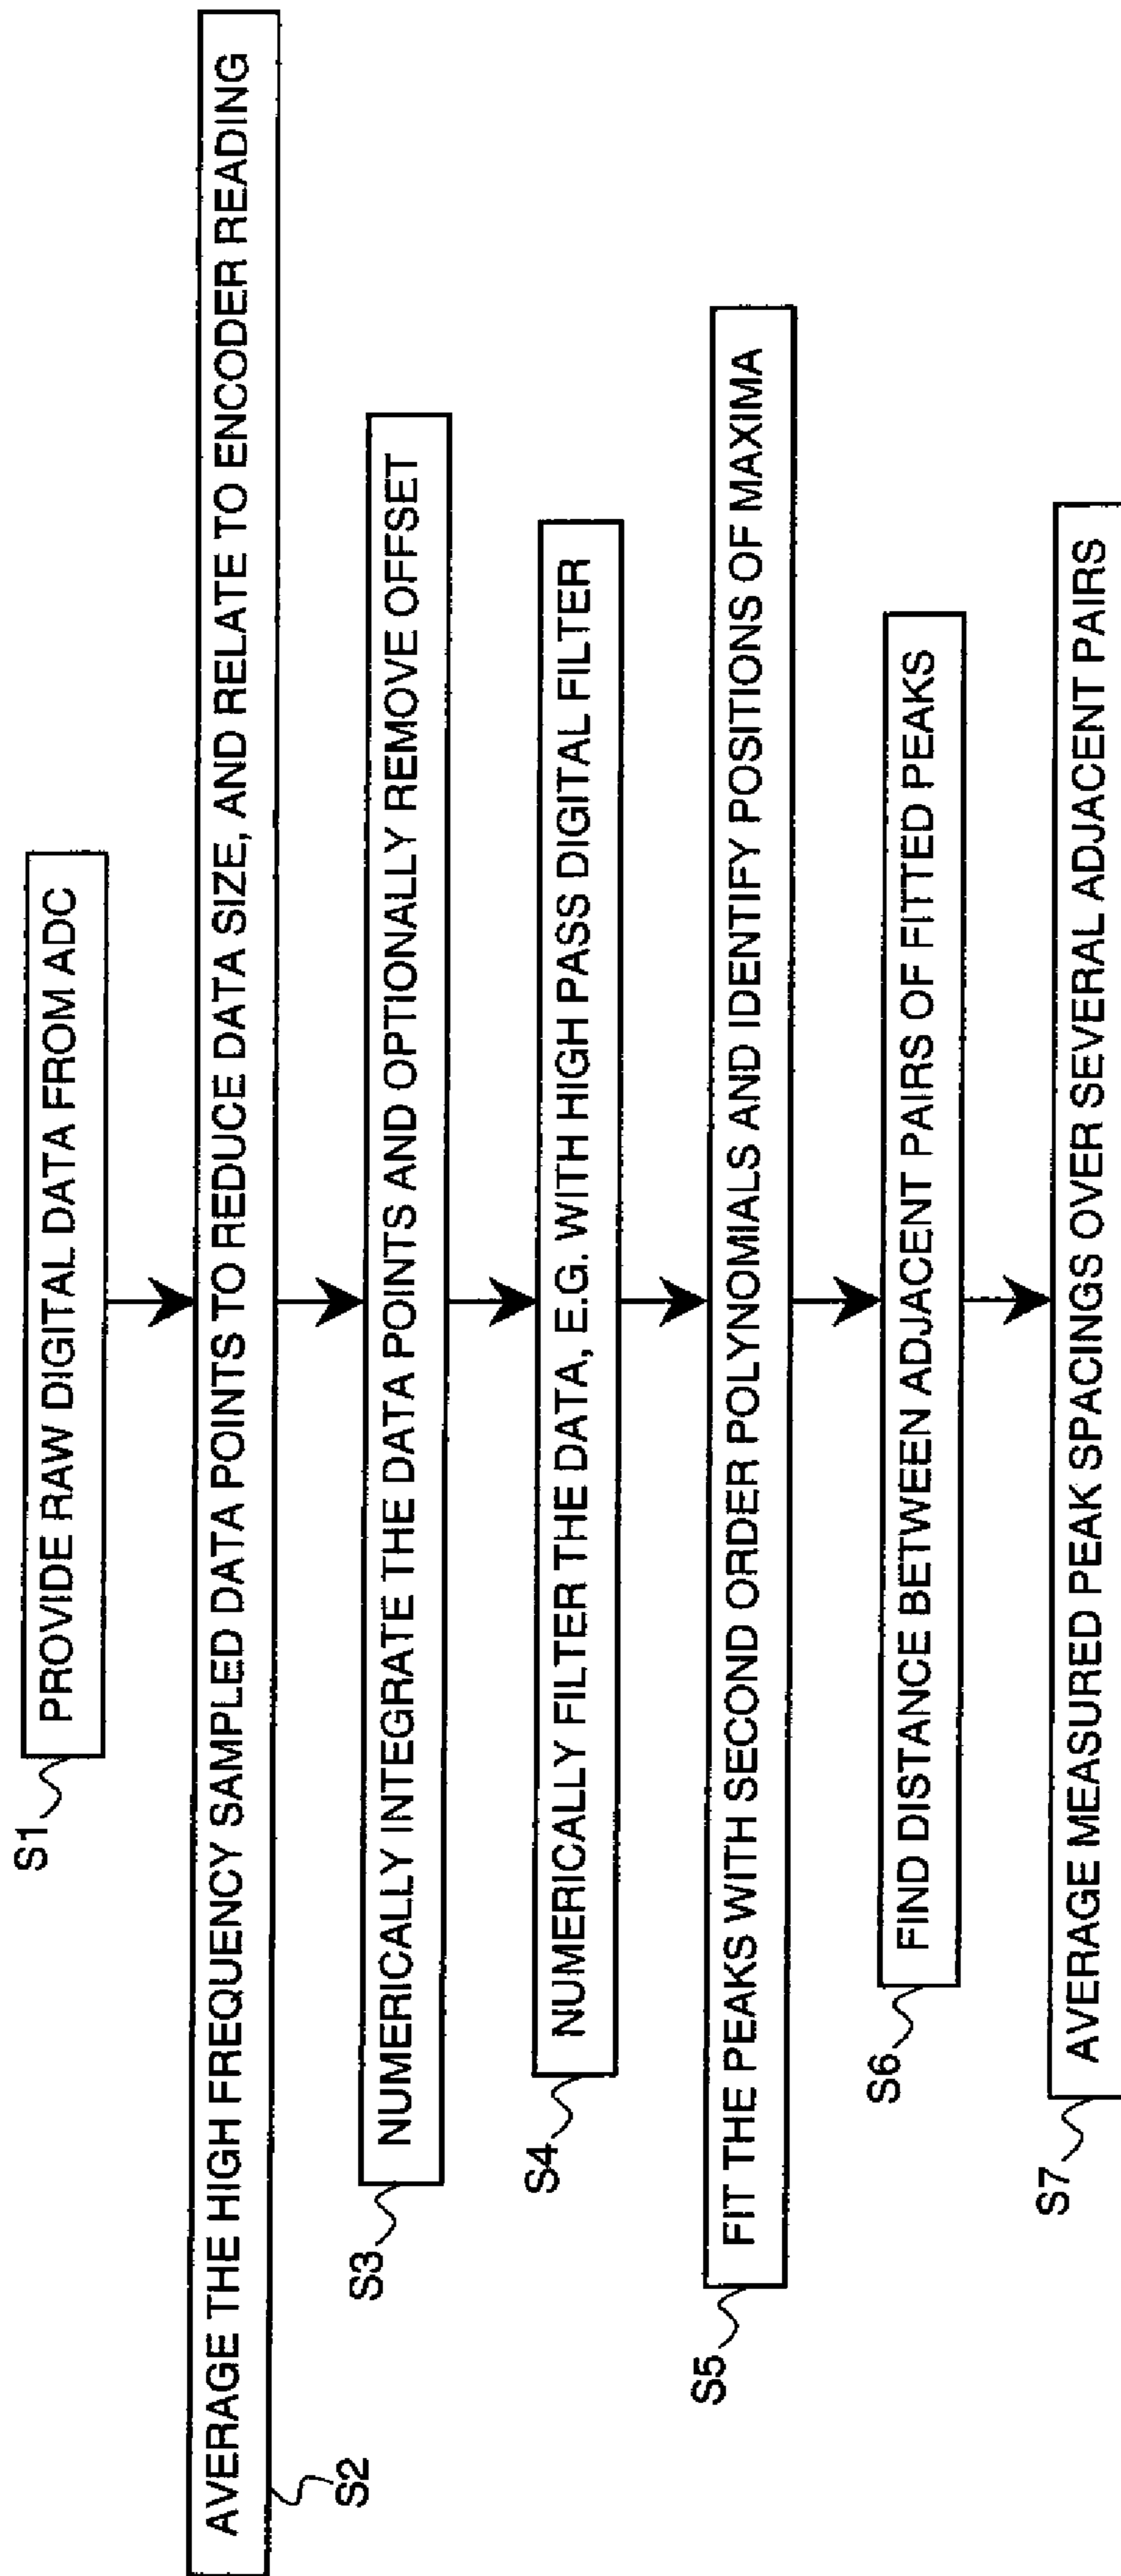 S1
PROVIDE RAW DIGITAL DATA FROM ADC
S2
AVERAGE THE HIGH FREQUENCY SAMPLED DATA POINTS TO REDUCE DATA SIZE, AND RELATE TO ENCODER READING
S3
NUMERICALLY INTEGRATE THE DATA POINTS AND OPTIONALLY REMOVE OFFSET
S4
NUMERICALLY FILTER THE DATA, E.G. WITH HIGH PASS DIGITAL FILTER
S5
FIT THE PEAKS WITH SECOND ORDER POLYNOMIALS AND IDENTIFY POSITIONS OF MAXIMA
S6
FIND DISTANCE BETWEEN ADJACENT PAIRS OF FITTED PEAKS
S7
AVERAGE MEASURED PEAK SPACINGS OVER SEVERAL ADJACENT PAIRS